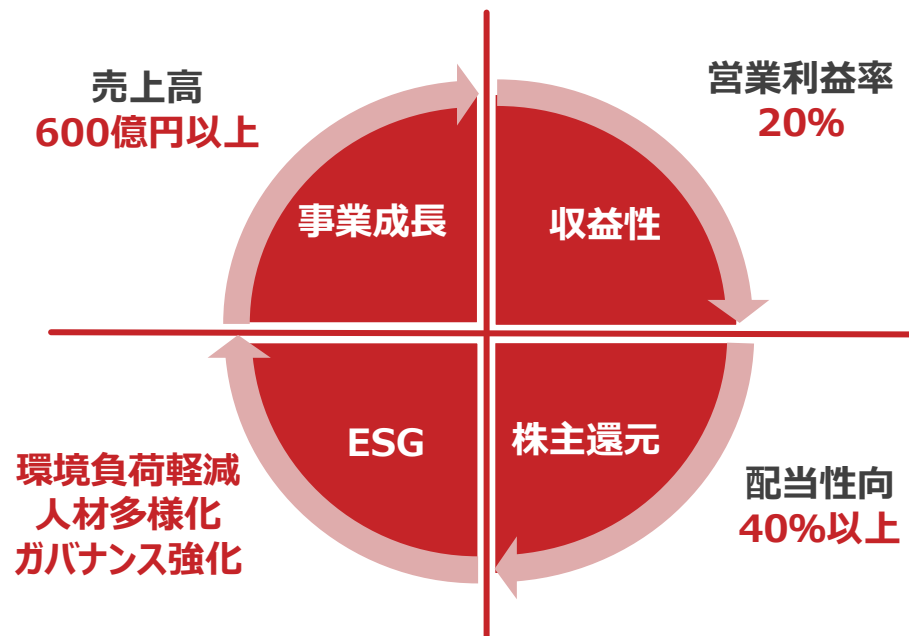 売上高
600億円以上
営業利益率
20%
事業成長
収益性
ESG
株主還元
環境負荷軽減
人材多様化
ガバナンス強化
配当性向
40%以上